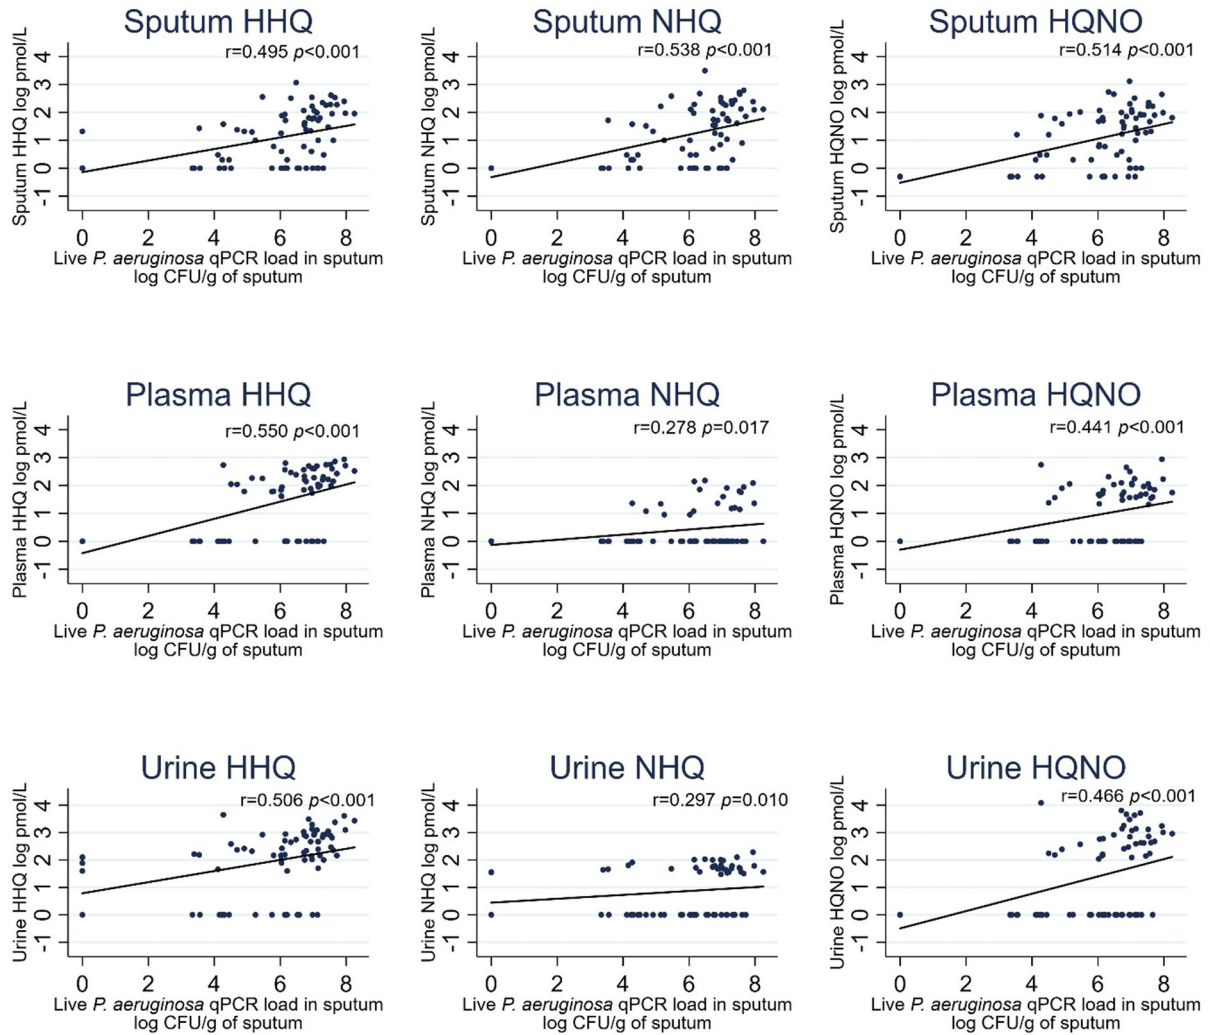 Sputum HHQ
r=0.495 p<0.001
Sputum HHQ log pmol/L
4
3
2
1
0
-1
0 2 4 6 8
Live P. aeruginosa qPCR load in sputum
log CFU/g of sputum
Sputum NHQ
r=0.538 p<0.001
Sputum NHQ log pmol/L
4
3
2
1
0
-1
0 2 4 6 8
Live P. aeruginosa qPCR load in sputum
log CFU/g of sputum
Sputum HQNO
r=0.514 p<0.001
Sputum HQNO log pmol/L
4
3
2
1
0
-1
0 2 4 6 8
Live P. aeruginosa qPCR load in sputum
log CFU/g of sputum
Plasma HHQ
r=0.550 p<0.001
Plasma HHQ log pmol/L
4
3
2
1
0
-1
0 2 4 6 8
Live P. aeruginosa qPCR load in sputum
log CFU/g of sputum
Plasma NHQ
r=0.278 p=0.017
Plasma NHQ log pmol/L
4
3
2
1
0
-1
0 2 4 6 8
Live P. aeruginosa qPCR load in sputum
log CFU/g of sputum
Plasma HQNO
r=0.441 p<0.001
Plasma HQNO log pmol/L
4
3
2
1
0
-1
0 2 4 6 8
Live P. aeruginosa qPCR load in sputum
log CFU/g of sputum
Urine HHQ
r=0.506 p<0.001
Urine HHQ log pmol/L
4
3
2
1
0
-1
0 2 4 6 8
Live P. aeruginosa qPCR load in sputum
log CFU/g of sputum
Urine NHQ
r=0.297 p=0.010
Urine NHQ log pmol/L
4
3
2
1
0
-1
0 2 4 6 8
Live P. aeruginosa qPCR load in sputum
log CFU/g of sputum
Urine HQNO
r=0.466 p<0.001
Urine HQNO log pmol/L
4
3
2
1
0
-1
0 2 4 6 8
Live P. aeruginosa qPCR load in sputum
log CFU/g of sputum